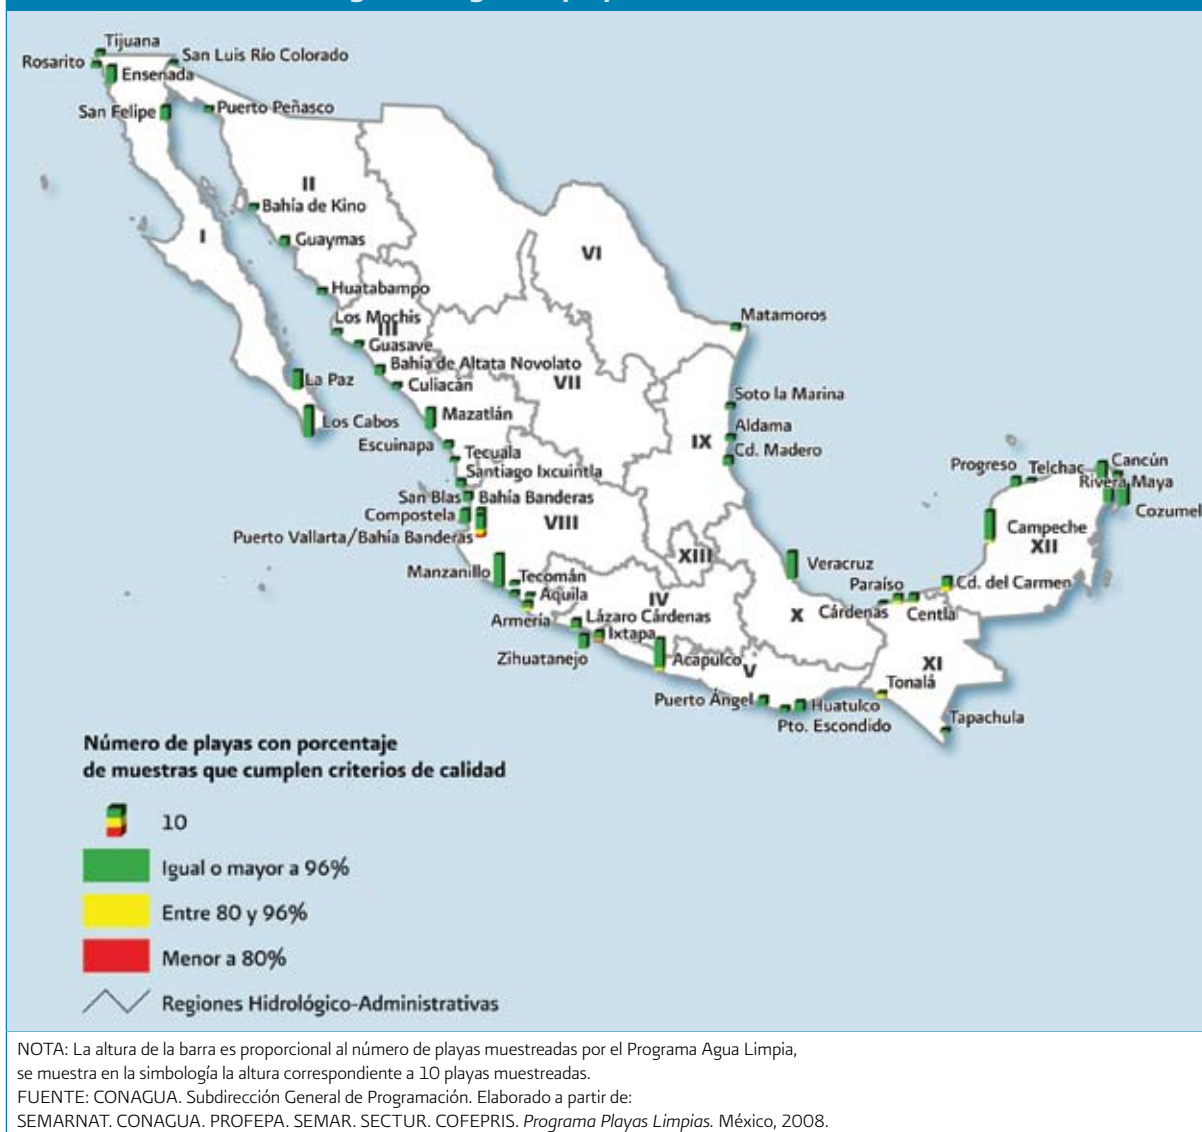 Tijuana
Rosarito
San Luis Río Colorado
Ensenada
San Felipe
Puerto Peñasco
II
Bahía de Kino
I
Guaymas
VI
Huatabampo
Los Mochis
III
Matamoros
Guasave
Bahía de Altata Novolato
La Paz
Culiacán
VII
Soto la Marina
Los Cabos
Mazatlán
Aldama
Escuinapa
IX
Cd. Madero
Tecuala
Santiago Ixcuintla
Progreso
Telchac
Cancún
Rivera Maya
San Blas
Bahía Banderas
Cozumel
Compostela
VIII
Campeche
Puerto Vallarta/Bahía Banderas
XII
XIII
Manzanillo
Veracruz
Tecomán
Paraíso
Cd. del Carmen
Aquila
IV
Armería
Lázaro Cárdenas
X
Cárdenas
Centla
Ixtapa
Zihuatanejo
Acapulco
V
XI
Tonalá
Puerto Ángel
Huatulco
Pto. Escondido
Tapachula
Número de playas con porcentaje
de muestras que cumplen criterios de calidad
10
Igual o mayor a 96%
Entre 80 y 96%
Menor a 80%
Regiones Hidrológico-Administrativas
NOTA: La altura de la barra es proporcional al número de playas muestreadas por el Programa Agua Limpia,
se muestra en la simbología la altura correspondiente a 10 playas muestreadas.
FUENTE: CONAGUA. Subdirección General de Programación. Elaborado a partir de:
SEMARNAT. CONAGUA. PROFEPA. SEMAR. SECTUR. COFEPRIS. Programa Playas Limpias. México, 2008.